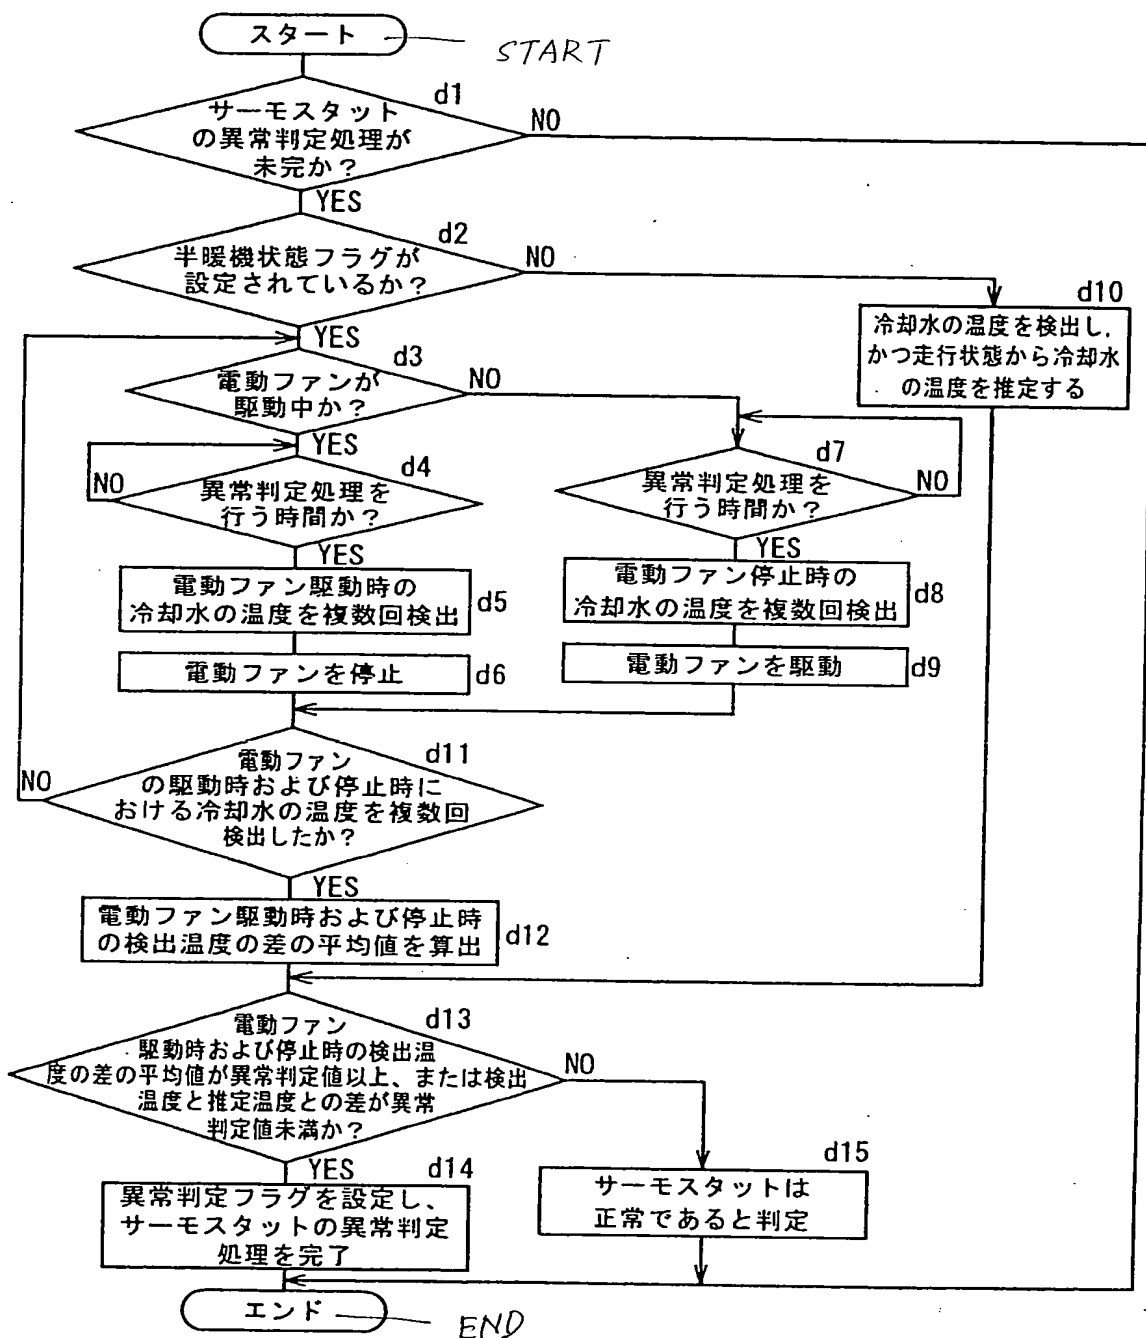 スタート
START
d1
サーモスタット
の異常判定処理が
未完か？
NO
YES
d2
半暖機状態フラグが
設定されているか？
NO
YES
d10
冷却水の温度を検出し,
かつ走行状態から冷却水
の温度を推定する
d3
電動ファンが
駆動中か？
NO
YES
d4
NO
異常判定処理を
行う時間か？
YES
d7
異常判定処理を
行う時間か？
NO
YES
電動ファン駆動時の
冷却水の温度を複数回検出
d5
電動ファンを停止
d6
電動ファン停止時の
冷却水の温度を複数回検出
d8
電動ファンを駆動
d9
d11
NO
電動ファン
の駆動時および停止時に
おける冷却水の温度を複数回
検出したか？
YES
電動ファン駆動時および停止時
の検出温度の差の平均値を算出
d12
d13
電動ファン
駆動時および停止時の検出温
度の差の平均値が異常判定値以上、または検出
温度と推定温度との差が異常
判定値未満か？
NO
YES
d14
異常判定フラグを設定し、
サーモスタットの異常判定
処理を完了
d15
サーモスタットは
正常であると判定
エンド
END